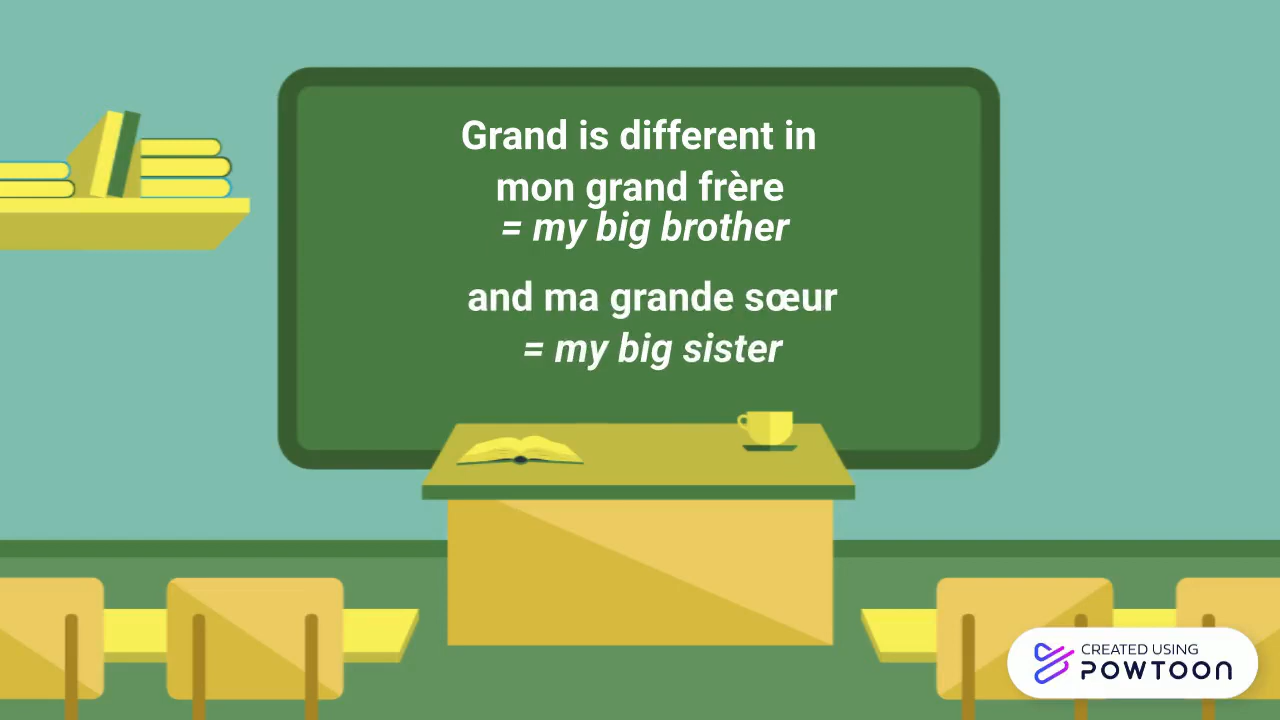 Grand is different in
mon grand frère
= my big brother
and ma grande sœur
= my big sister
CREATED USING
POWTOON